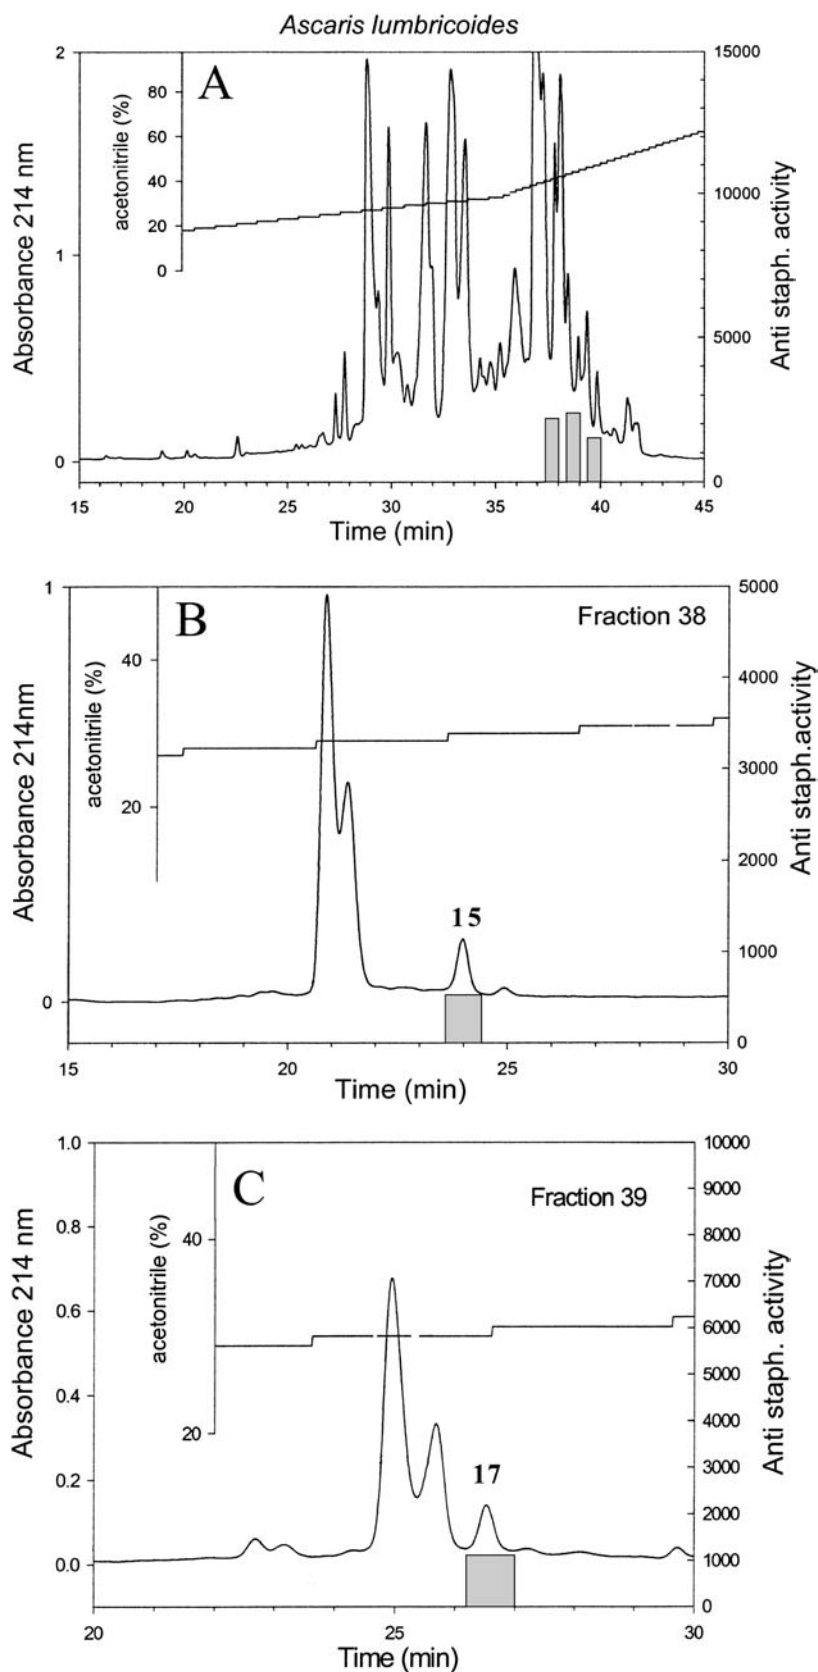 Ascaris lumbricoides
A
Absorbance 214 nm
2
1
0
acetonitrile (%)
80
60
40
20
0
15000
10000
5000
0
Anti staph. activity
15 20 25 30 35 40 45
Time (min)
B
Fraction 38
Absorbance 214nm
1
0
acetonitrile (%)
40
20
15
5000
4000
3000
2000
1000
0
Anti staph.activity
15 20 25 30
Time (min)
C
Fraction 39
Absorbance 214 nm
1.0
0.8
0.6
0.4
0.2
0.0
acetonitrile (%)
40
20
17
10000
9000
8000
7000
6000
5000
4000
3000
2000
1000
0
Anti staph. activity
20 25 30
Time (min)